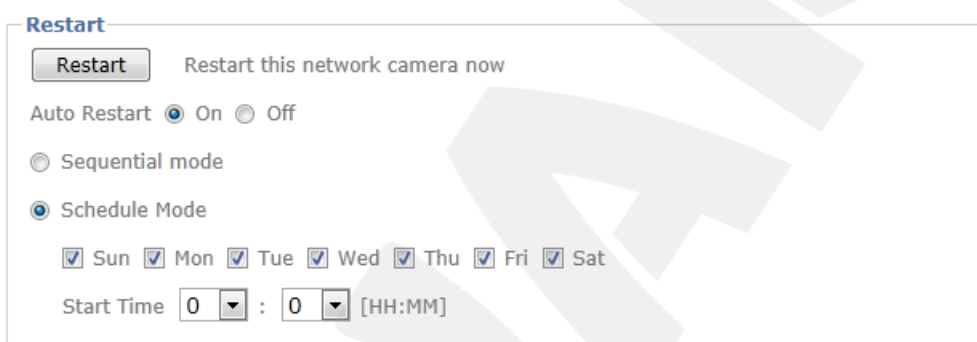 Restart
Restart Restart this network camera now
Auto Restart On Off
Sequential mode
Schedule Mode
Sun Mon Tue Wed Thu Fri Sat
Start Time 0 : 0 [HH:MM]